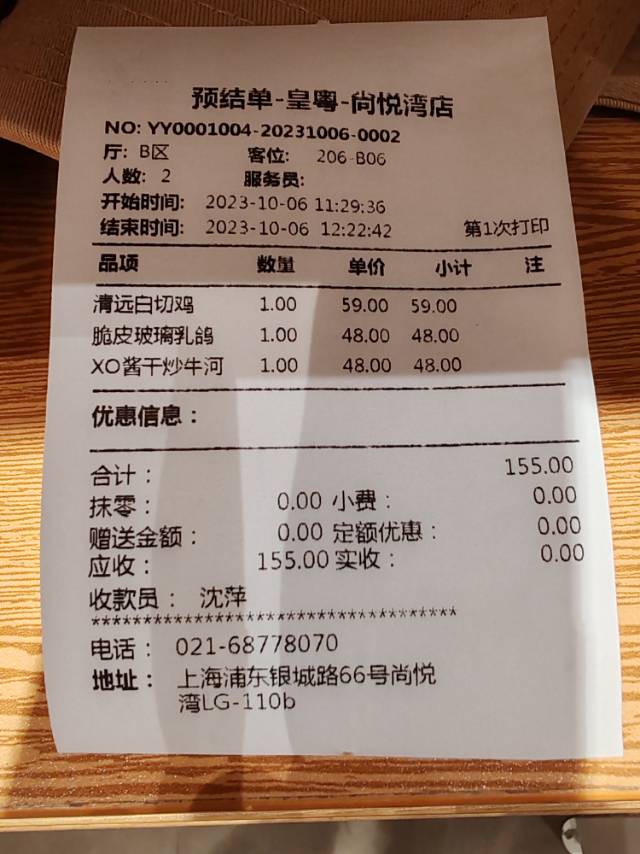 预结单-皇粤-尚悦湾店
NO: YY0001004-20231006-0002
厅: B区 客位: 206-B06
人数: 2 服务员:
开始时间: 2023-10-06 11:29:36
结束时间: 2023-10-06 12:22:42 第1次打印
品项 数量 单价 小计 注
清远白切鸡 1.00 59.00 59.00
脆皮玻璃乳鸽 1.00 48.00 48.00
XO酱干炒牛河 1.00 48.00 48.00
优惠信息：
合计： 155.00
抹零： 0.00 小费： 0.00
赠送金额： 0.00 定额优惠： 0.00
应收： 155.00 实收： 0.00
收款员： 沈萍
************************************
电话： 021-68778070
地址： 上海浦东银城路66号尚悦
湾LG-110b